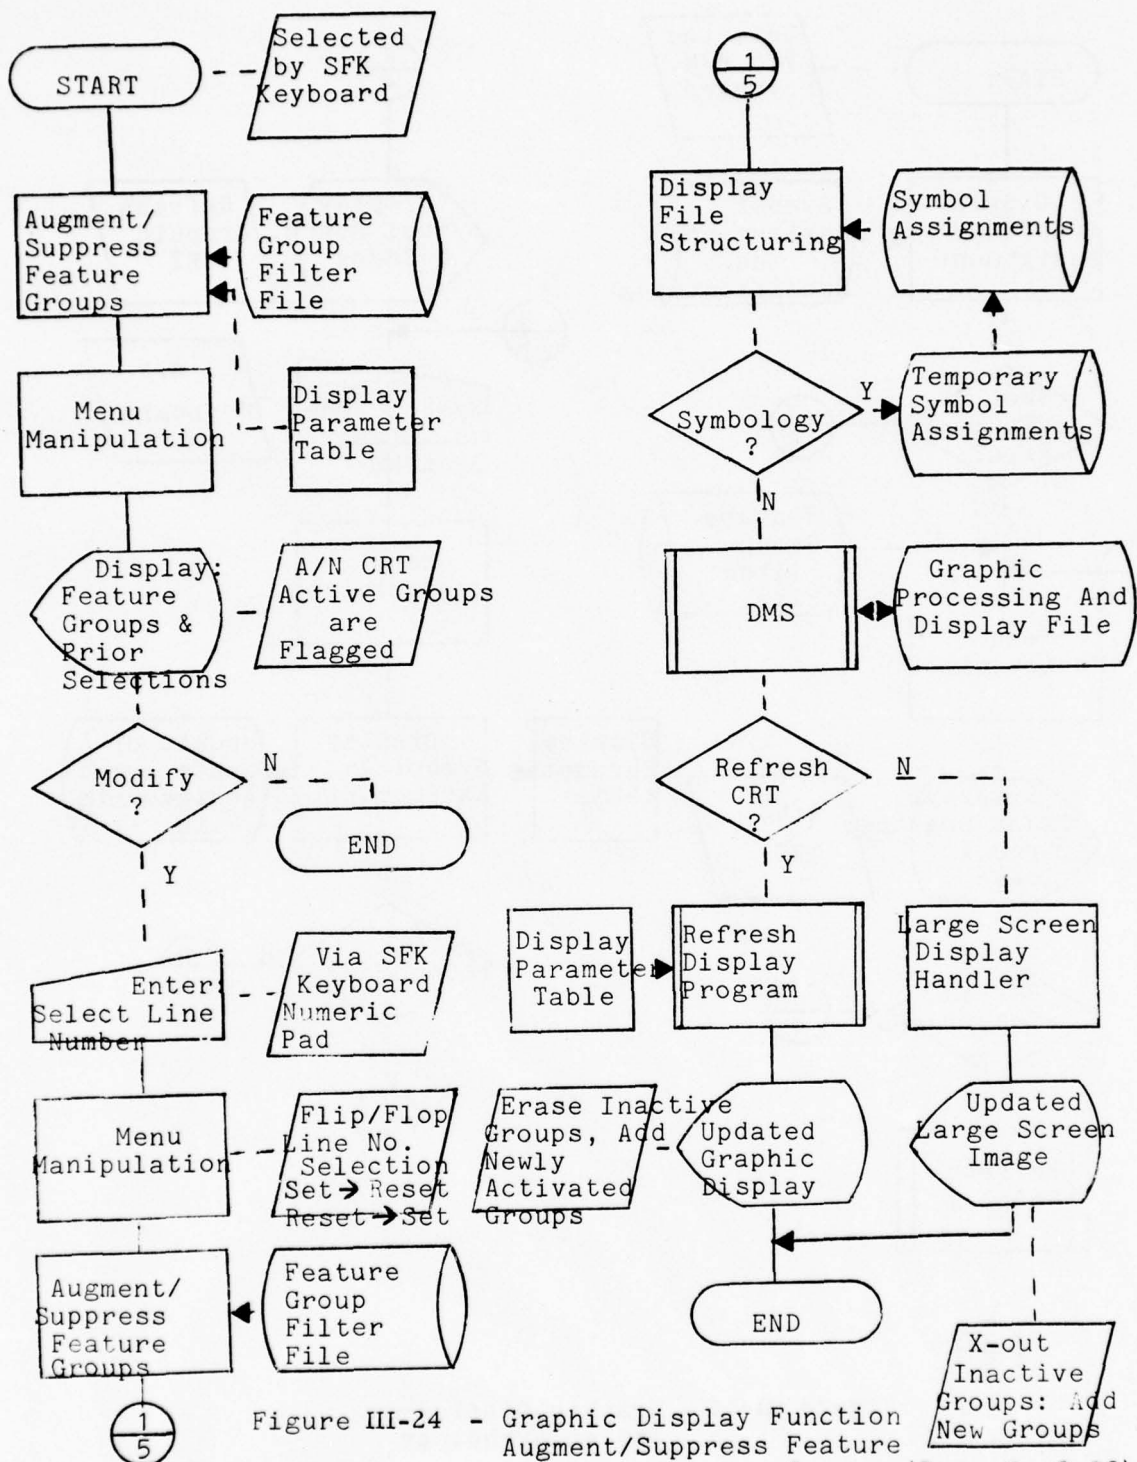 START
Selected
by SFK
Keyboard
Augment/
Suppress
Feature
Groups
Feature
Group
Filter
File
Menu
Manipulation
Display
Parameter
Table
Display:
Feature
Groups &
Prior
Selections
A/N CRT
Active Groups
are
Flagged
Modify
?
N
END
Y
Enter:
Select Line
Number
Via SFK
Keyboard
Numeric
Pad
Menu
Manipulation
Flip/Flop
Line No.
Selection
Set → Reset
Reset → Set
Augment/
Suppress
Feature
Groups
Feature
Group
Filter
File
1
5
1
5
Display
File
Structuring
Symbol
Assignments
Symbology
?
Y
Temporary
Symbol
Assignments
N
DMS
Graphic
Processing And
Display File
Refresh
CRT
?
N
Y
Display
Parameter
Table
Refresh
Display
Program
Large Screen
Display
Handler
Erase Inactive
Groups, Add
Newly
Activated
Groups
Updated
Graphic
Display
Updated
Large Screen
Image
END
X-out
Inactive
Groups: Add
New Groups
Figure III-24 - Graphic Display Function
Augment/Suppress Feature